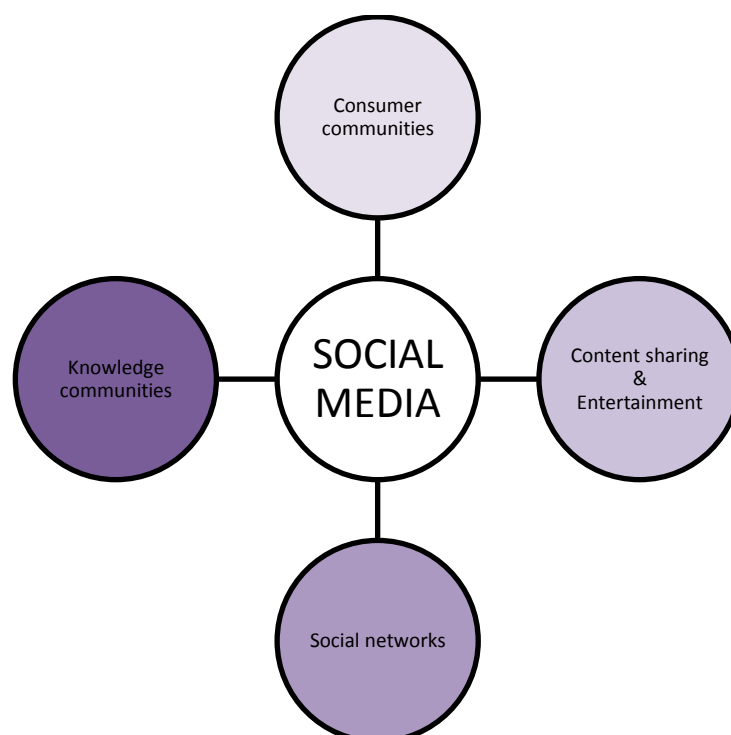 Consumer
communities
Knowledge
communities
SOCIAL
MEDIA
Content sharing
&
Entertainment
Social networks